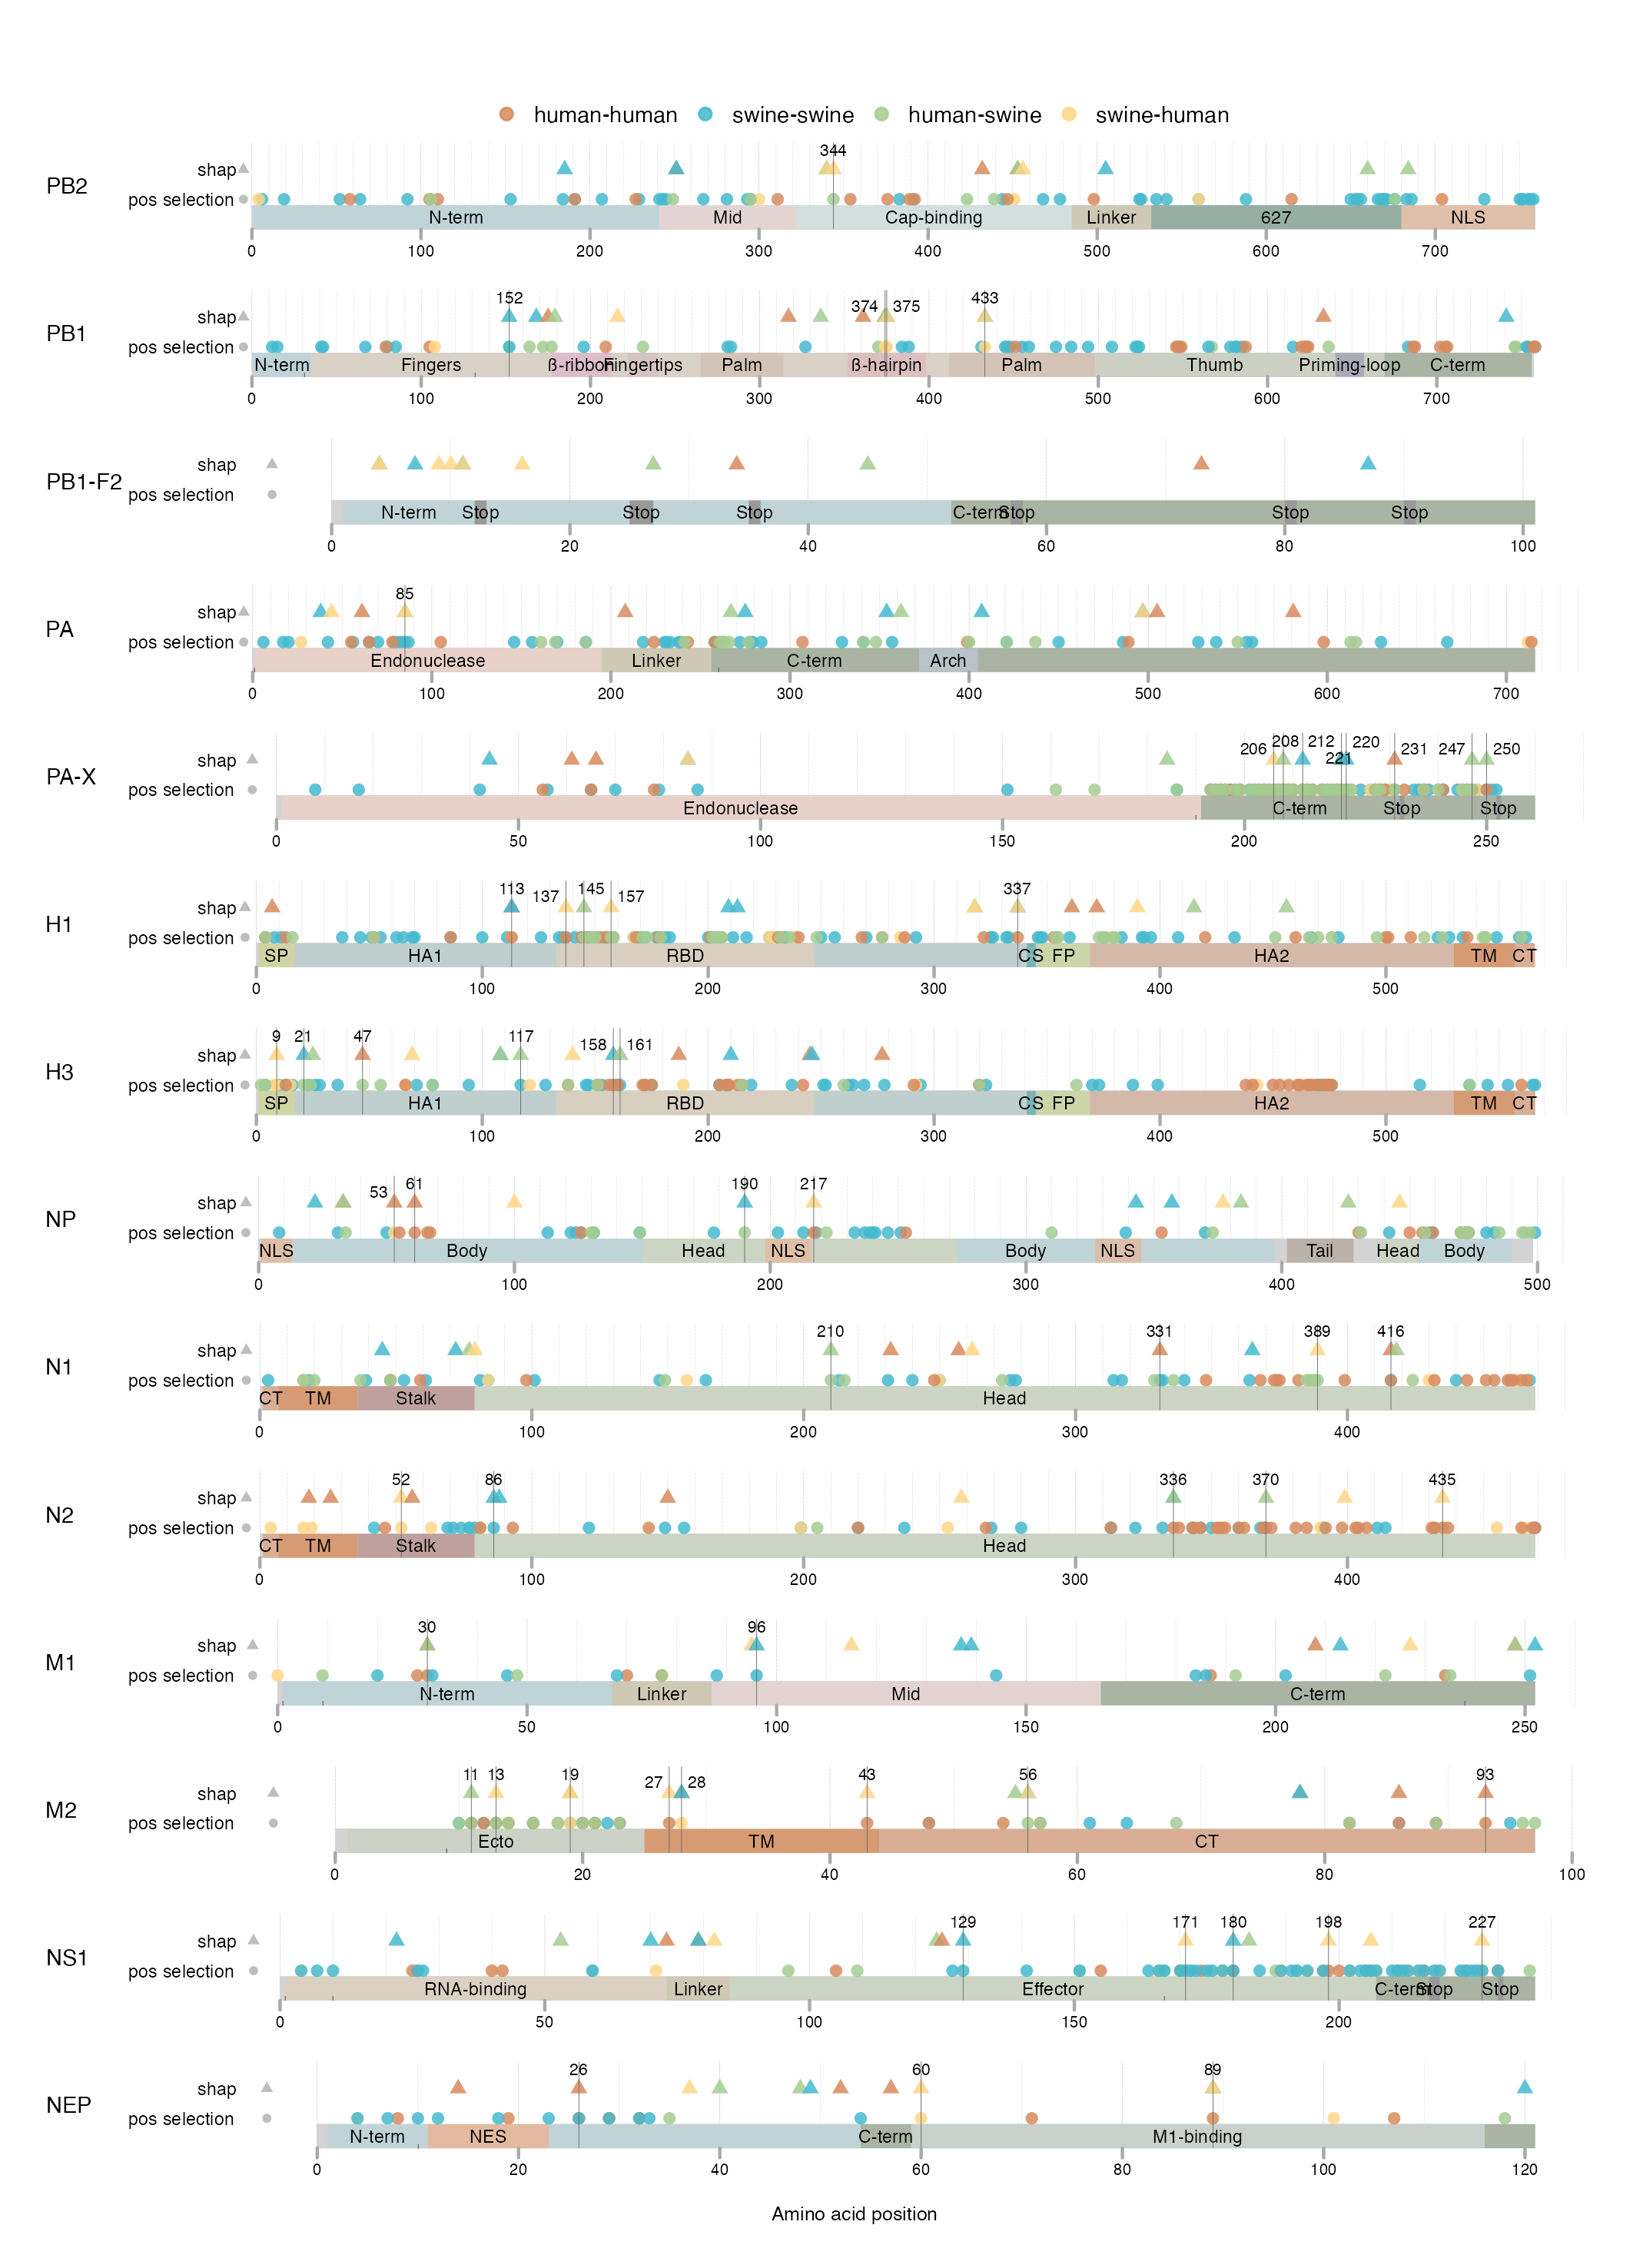 human-human swine-swine human-swine swine-human
344
shap
PB2
pos selection
N-term Mid Cap-binding Linker 627 NLS
0 100 200 300 400 500 600 700
152 374 375 433
shap
PB1
pos selection
N-term Fingers ß-ribbon Fingertips Palm ß-hairpin Palm Thumb Priming-loop C-term
0 100 200 300 400 500 600 700
shap
PB1-F2
pos selection
N-term Stop Stop Stop C-term Stop Stop Stop
0 20 40 60 80 100
85
shap
PA
pos selection
Endonuclease Linker C-term Arch
0 100 200 300 400 500 600 700
206 208 212 221 220 231 247 250
shap
PA-X
pos selection
Endonuclease C-term Stop Stop
0 50 100 150 200 250
113 137 145 157 337
shap
H1
pos selection
SP HA1 RBD CS FP HA2 TM CT
0 100 200 300 400 500
9 21 47 117 158 161
shap
H3
pos selection
SP HA1 RBD CS FP HA2 TM CT
0 100 200 300 400 500
53 61 190 217
shap
NP
pos selection
NLS Body Head NLS Body NLS Tail Head Body
0 100 200 300 400 500
210 331 389 416
shap
N1
pos selection
CT TM Stalk Head
0 100 200 300 400
52 86 336 370 435
shap
N2
pos selection
CT TM Stalk Head
0 100 200 300 400
30 96
shap
M1
pos selection
N-term Linker Mid C-term
0 50 100 150 200 250
11 13 19 27 28 43 56 93
shap
M2
pos selection
Ecto TM CT
0 20 40 60 80 100
129 171 180 198 227
shap
NS1
pos selection
RNA-binding Linker Effector C-term Stop Stop
0 50 100 150 200
26 60 89
shap
NEP
pos selection
N-term NES C-term M1-binding
0 20 40 60 80 100 120
Amino acid position